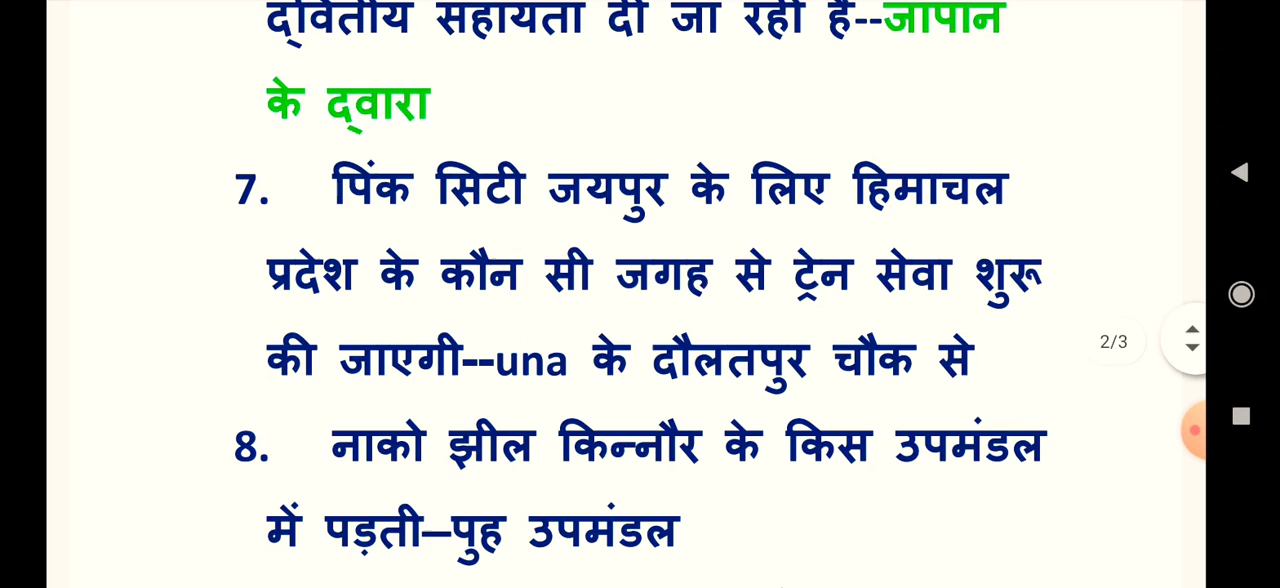 द्वितीय सहायता दी जा रही है--जापान
के द्वारा
7. पिंक सिटी जयपुर के लिए हिमाचल
प्रदेश के कौन सी जगह से ट्रेन सेवा शुरू
की जाएगी--una के दौलतपुर चौक से
2/3
8. नाको झील किन्नौर के किस उपमंडल
में पड़ती–पुह उपमंडल